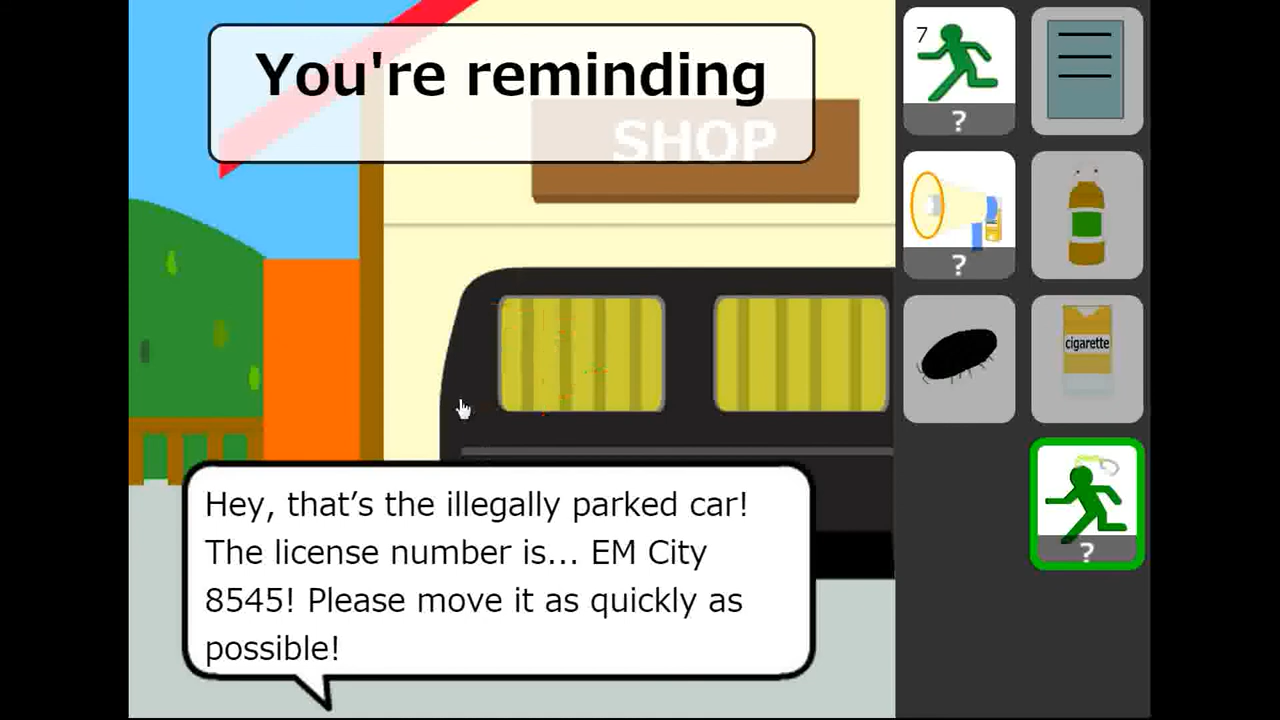 You're reminding
SHOP
7
?
?
cigarette
?
Hey, that’s the illegally parked car!
The license number is... EM City
8545! Please move it as quickly as
possible!